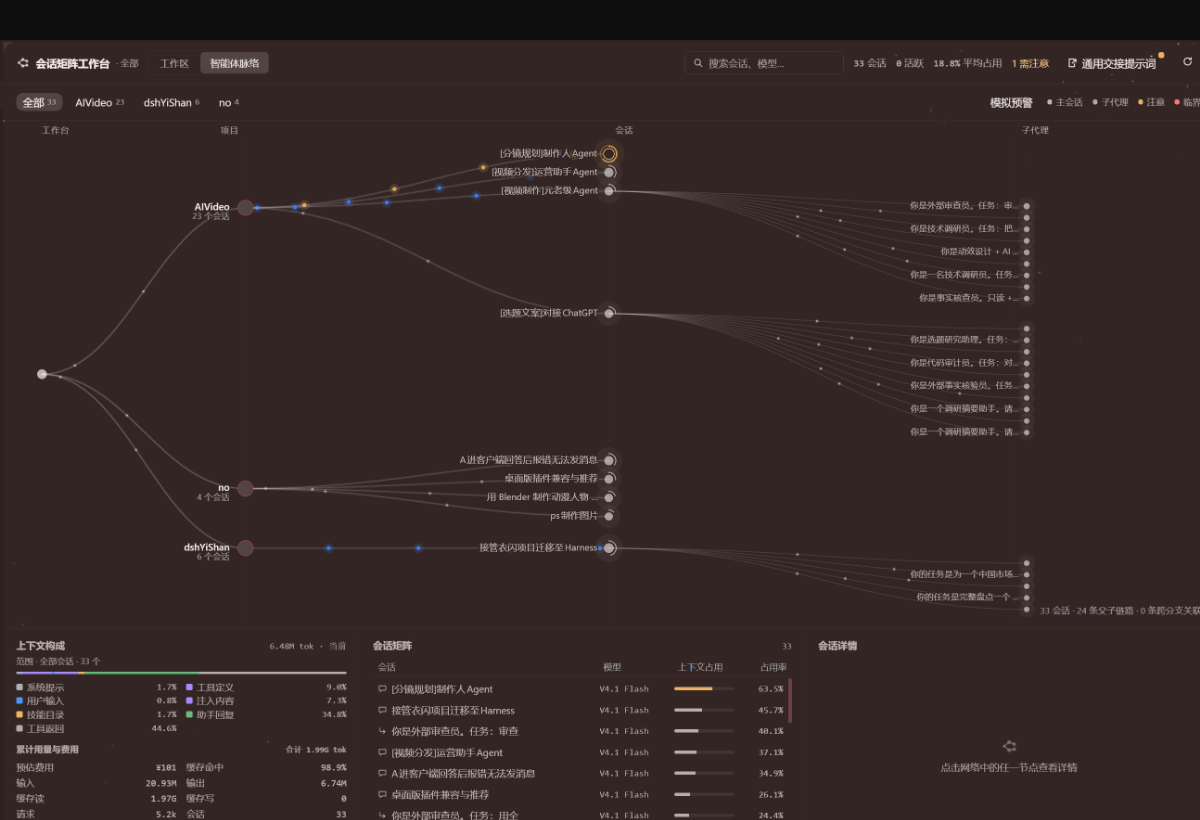 会话矩阵工作台 · 全部 工作区 智能体脉络 搜索会话、模型... 33 会话 0 活跃 18.8% 平均占用 1 需注意 通用交接提示词
全部 33 AIVideo 23 dshYiShan 6 no 4 模拟预警 主会话 子代理 注意 临界
工作台 项目 会话 子代理
[分镜规划]制作人Agent
[视频分发]运营助手 Agent
[视频制作]元老级 Agent
AIVideo
23 个会话
你是外部审查员。任务：审...
你是技术调研员。任务：把...
你是动效设计 + AI ...
你是一名技术调研员。任务...
你是事实核查员。只读 +...
[选题文案]对接 ChatGPT
你是选题研究助理。任务：...
你是代码审计员。任务：对...
你是外部事实核验员。任务...
你是一个调研摘要助手。请...
你是一个调研摘要助手。请...
A进客户端回答后报错无法发消息
桌面版插件兼容与推荐
用 Blender 制作动漫人物 ...
ps 制作图片
no
4 个会话
dshYiShan
6 个会话
接管衣闪项目迁移至 Harness
你的任务是为一个中国市场...
你的任务是完整盘点一个 ...
33 会话 · 24 条父子链路 · 0 条跨分支关联
上下文构成 6.48M tok · 当前
范围 · 全部会话 · 33 个
系统提示 1.7% 工具定义 9.0%
用户输入 0.8% 注入内容 7.3%
技能目录 1.7% 助手回复 34.8%
工具返回 44.6%
累计用量与费用 合计 1.99G tok
预估费用 ¥101 缓存命中 98.9%
输入 20.93M 输出 6.74M
缓存读 1.97G 缓存写 0
请求 5.2k 会话 33
会话矩阵 33
会话 模型 上下文占用 占用率
[分镜规划]制作人Agent V4.1 Flash 63.5%
接管衣闪项目迁移至Harness V4.1 Flash 45.7%
你是外部审查员。任务：审查 V4.1 Flash 40.1%
[视频分发]运营助手Agent V4.1 Flash 37.1%
A进客户端回答后报错无法发消息 V4.1 Flash 34.9%
桌面版插件兼容与推荐 V4.1 Flash 26.1%
你是外部审查员。任务：用全 V4.1 Flash 24.4%
会话详情
点击网络中的任一节点查看详情